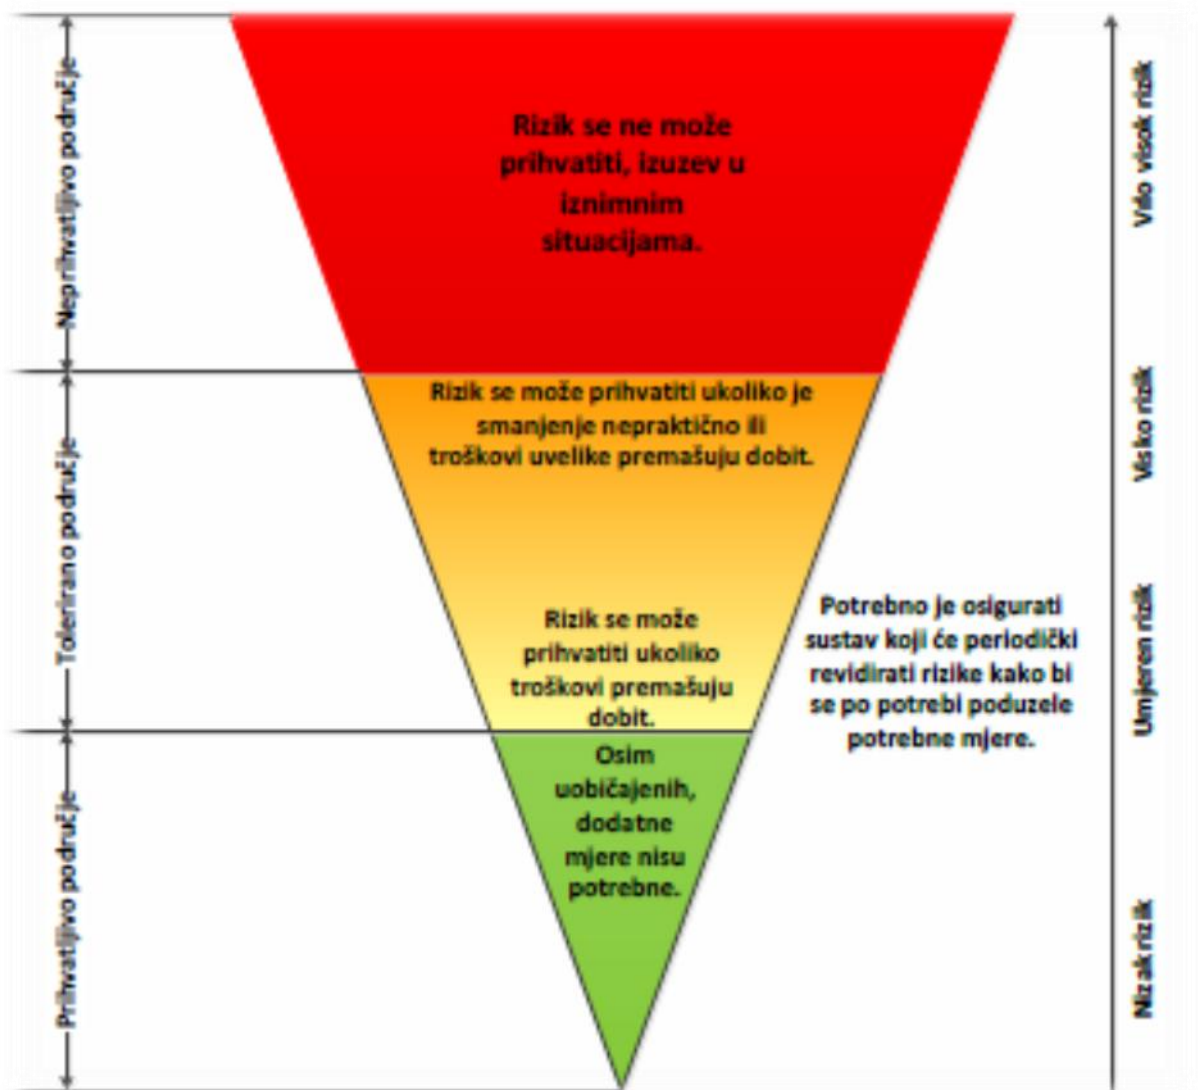 Neprihvatljivo područje
Rizik se ne može
prihvatiti, izuzev u
iznimnim
situacijama.
Vrlo visok rizik
Tolerirano područje
Rizik se može prihvatiti ukoliko je
smanjenje nepraktično ili
troškovi uvelike premašuju dobit.
Visko rizik
Rizik se može
prihvatiti ukoliko
troškovi premašuju
dobit.
Potrebno je osigurati
sustav koji će periodički
revidirati rizike kako bi
se po potrebi poduzele
potrebne mjere.
Umjeren rizik
Prihvatljivo područje
Osim
uobičajenih,
dodatne
mjere nisu
potrebne.
Nizak rizik